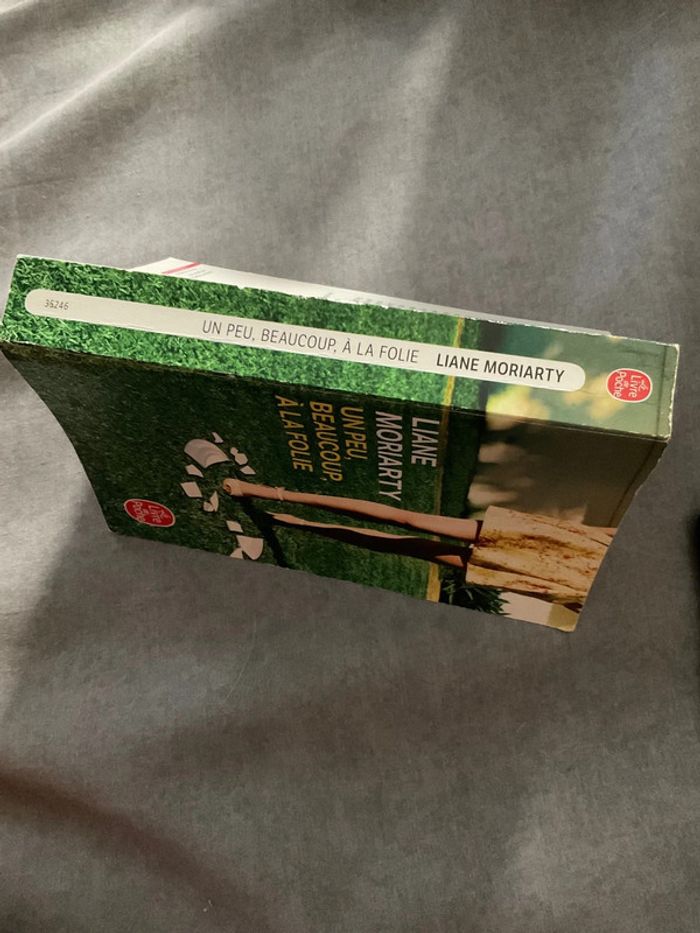 36246
UN PEU, BEAUCOUP, À LA FOLIE LIANE MORIARTY
Le Livre de Poche
LIANE
MORIARTY
UN PEU,
BEAUCOUP,
À LA FOLIE
Le Livre de Poche